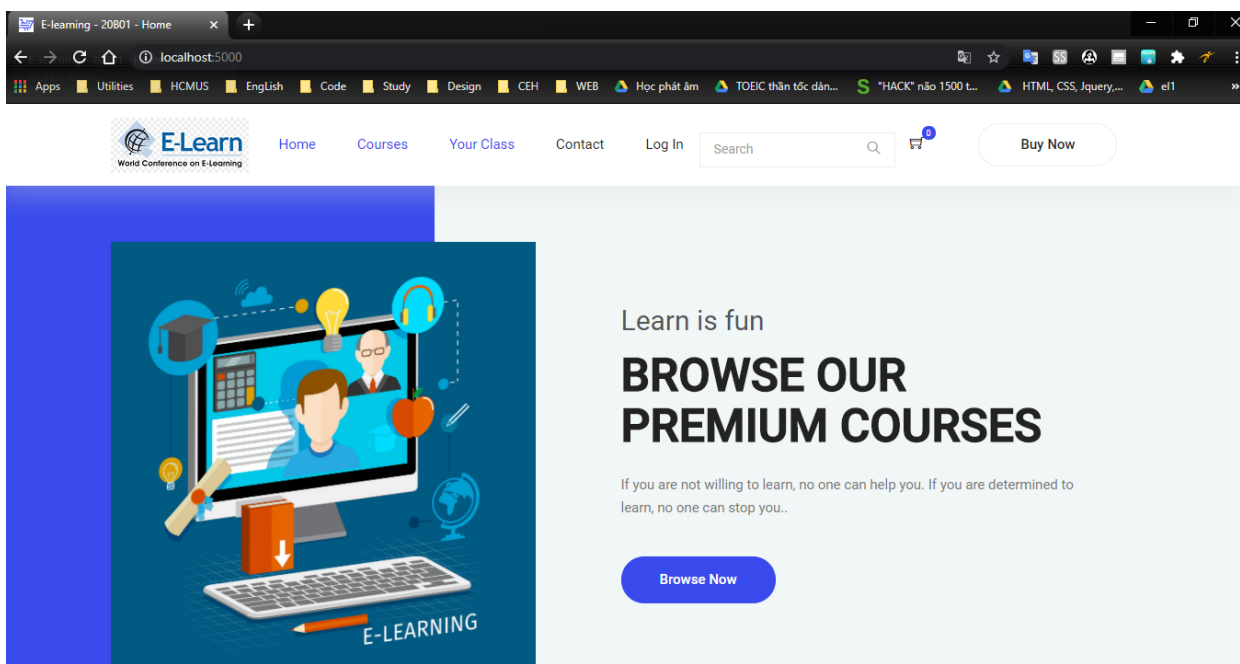 E-learning - 20B01 - Home
localhost:5000
Apps Utilities HCMUS EngLish Code Study Design CEH WEB Học phát âm TOEIC thần tốc dàn... "HACK" não 1500 t... HTML, CSS, Jquery,... el1 »
E-Learn
World Conference on E-Learning
Home Courses Your Class Contact Log In Search 0 Buy Now
Learn is fun
BROWSE OUR
PREMIUM COURSES
If you are not willing to learn, no one can help you. If you are determined to
learn, no one can stop you..
Browse Now
E-LEARNING